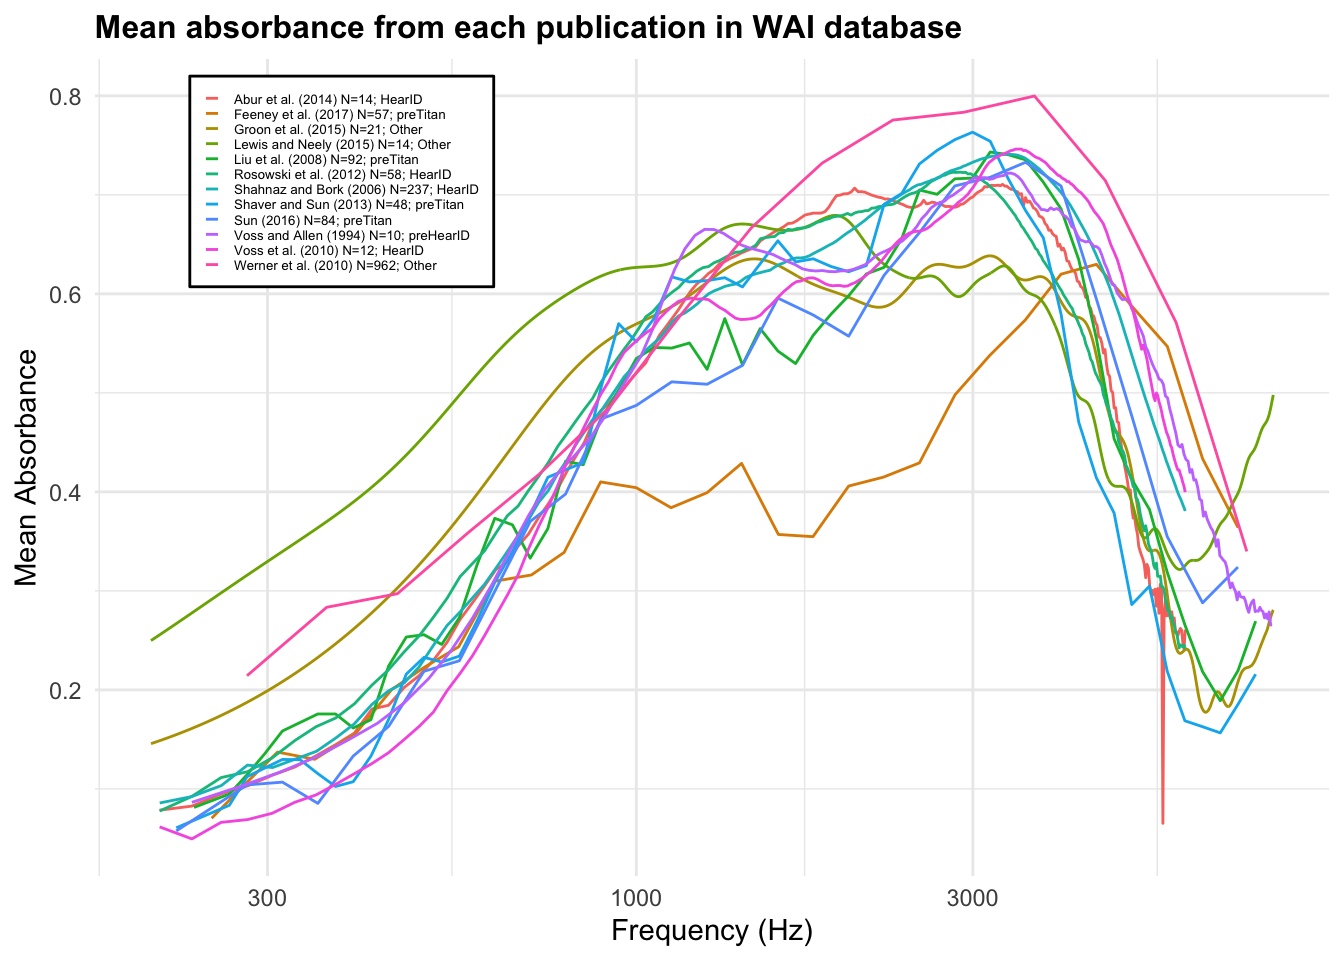 Mean absorbance from each publication in WAI database
Abur et al. (2014) N=14; HearID
Feeney et al. (2017) N=57; preTitan
Groon et al. (2015) N=21; Other
Lewis and Neely (2015) N=14; Other
Liu et al. (2008) N=92; preTitan
Rosowski et al. (2012) N=58; HearID
Shahnaz and Bork (2006) N=237; HearID
Shaver and Sun (2013) N=48; preTitan
Sun (2016) N=84; preTitan
Voss and Allen (1994) N=10; preHearID
Voss et al. (2010) N=12; HearID
Werner et al. (2010) N=962; Other
0.8
0.6
0.4
0.2
Mean Absorbance
300
1000
3000
Frequency (Hz)